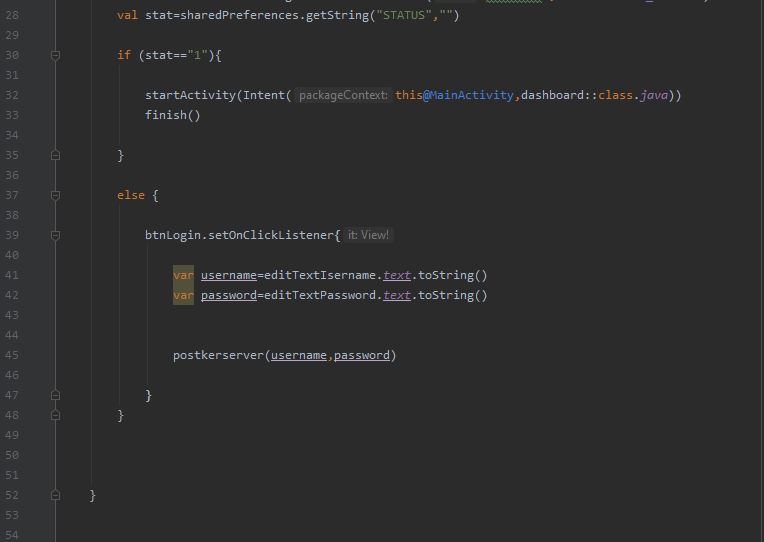 28 val stat=sharedPreferences.getString("STATUS","")
29
30 if (stat=="1"){
31
32 startActivity(Intent( packageContext: this@MainActivity,dashboard::class.java))
33 finish()
34
35 }
36
37 else {
38
39 btnLogin.setOnClickListener{ it: View!
40
41 var username=editTextIsername.text.toString()
42 var password=editTextPassword.text.toString()
43
44
45 postkerserver(username,password)
46
47 }
48 }
49
50
51
52 }
53
54